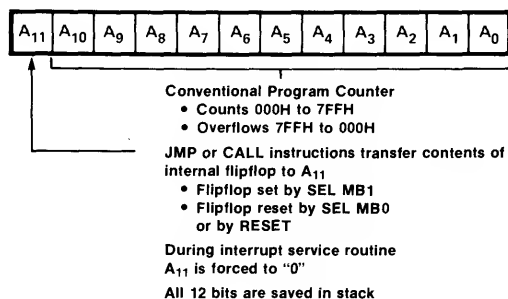 A11 A10 A9 A8 A7 A6 A5 A4 A3 A2 A1 A0
Conventional Program Counter
• Counts 000H to 7FFH
• Overflows 7FFH to 000H
JMP or CALL instructions transfer contents of
internal flipflop to A11
• Flipflop set by SEL MB1
• Flipflop reset by SEL MB0
or by RESET
During interrupt service routine
A11 is forced to “0”
All 12 bits are saved in stack